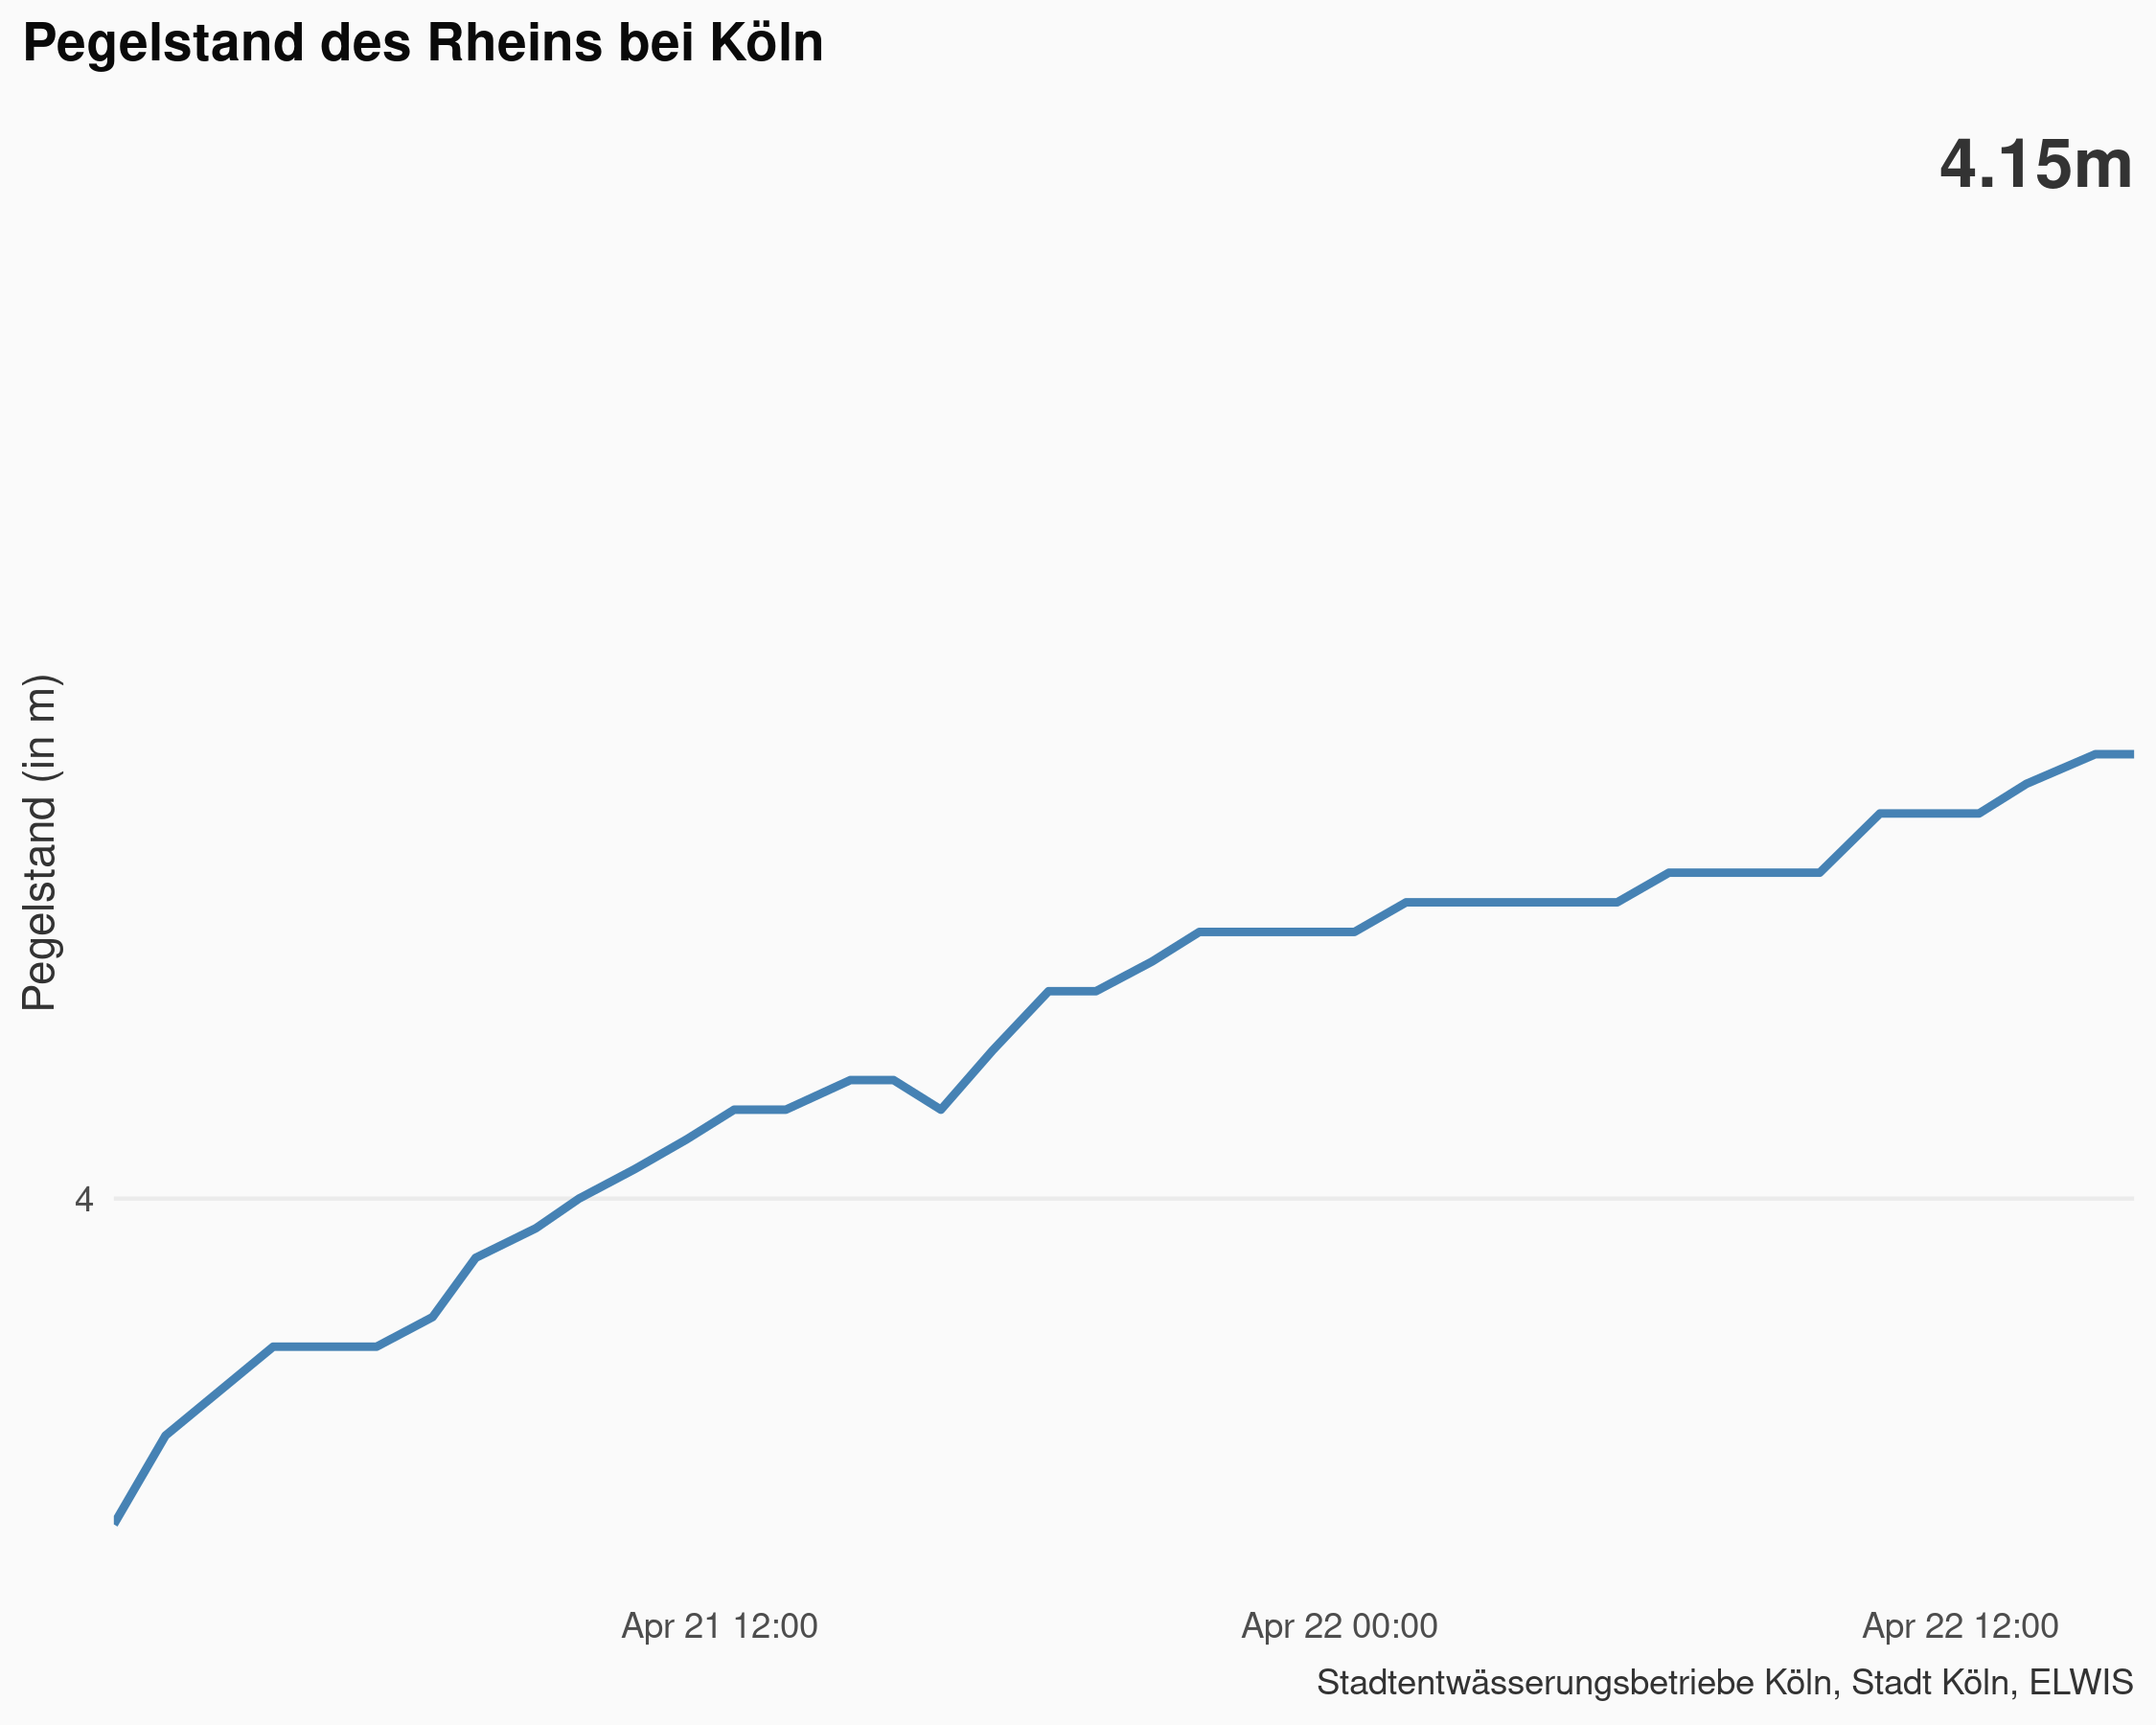 Pegelstand des Rheins bei Köln
4.15m
Pegelstand (in m)
4
Apr 21 12:00
Apr 22 00:00
Apr 22 12:00
Stadtentwässerungsbetriebe Köln, Stadt Köln, ELWIS